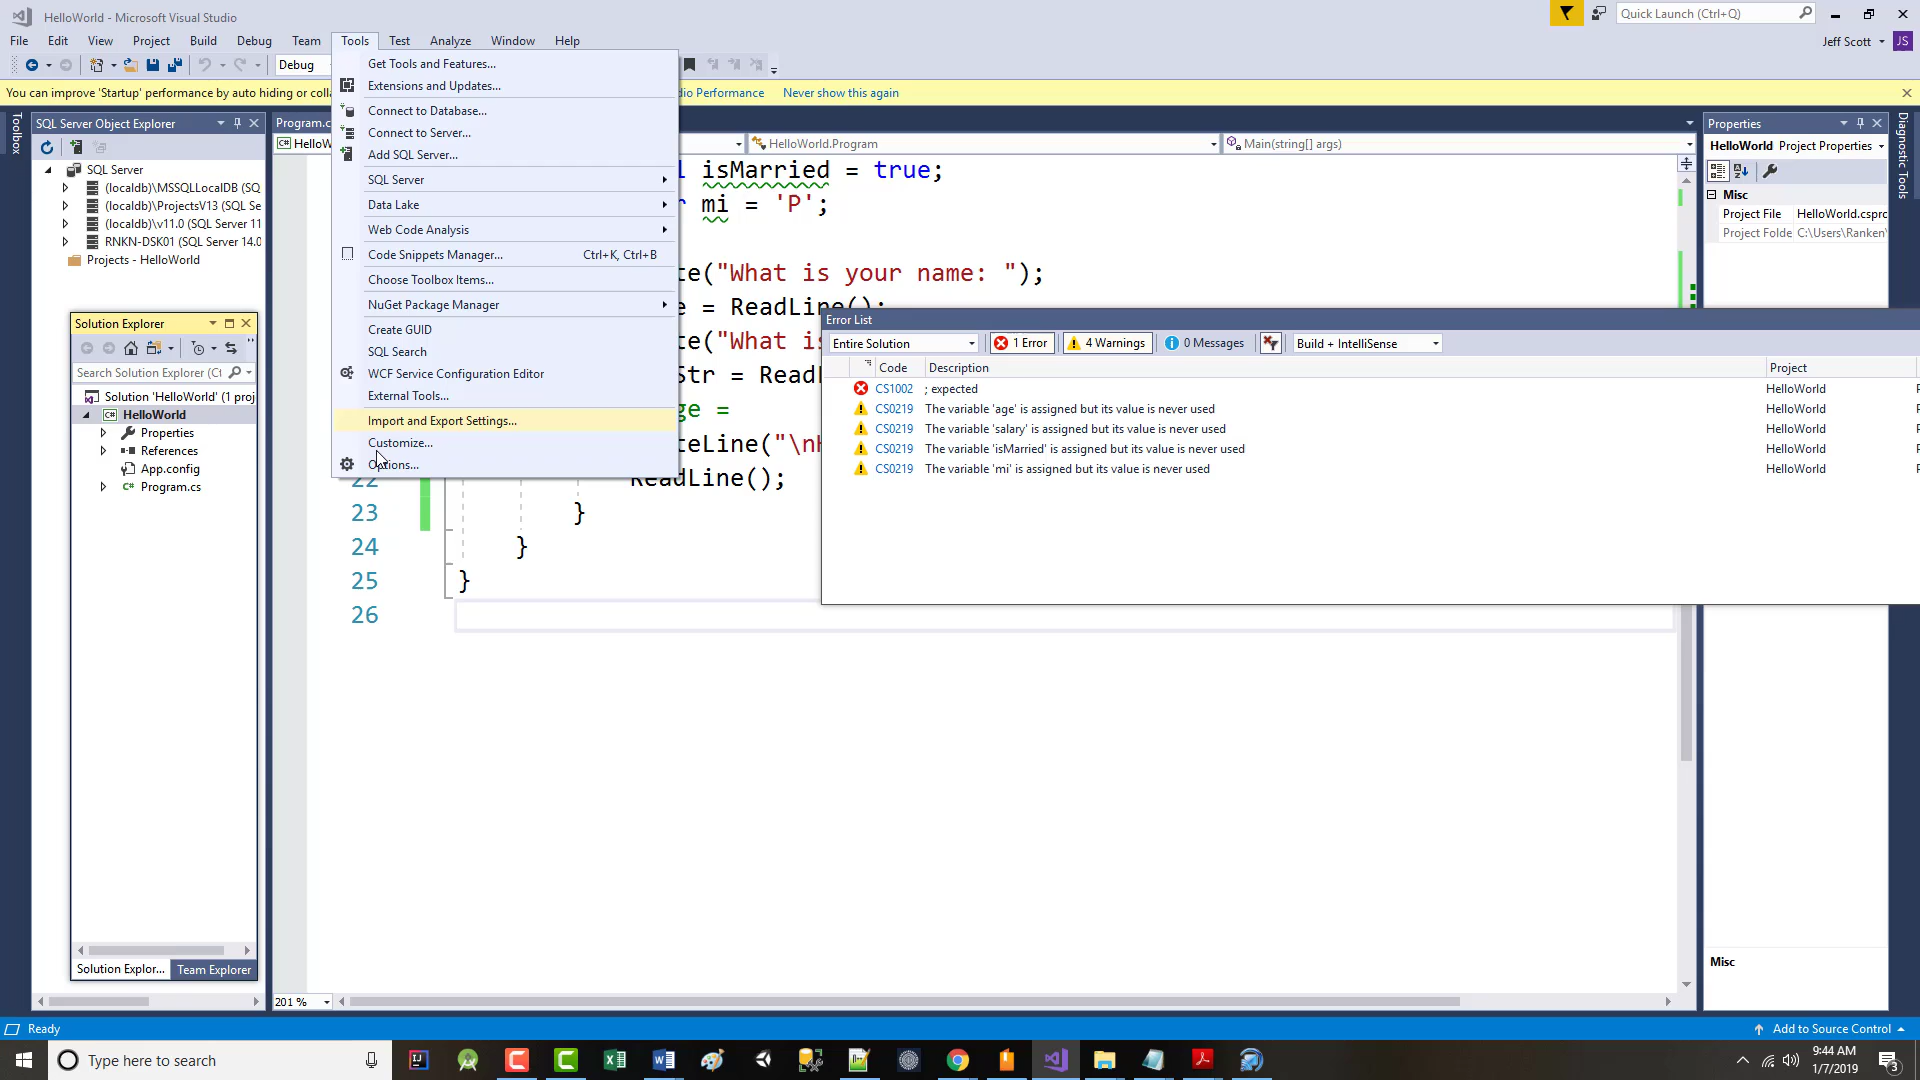 HelloWorld - Microsoft Visual Studio
Quick Launch (Ctrl+Q)
File Edit View Project Build Debug Team Tools Test Analyze Window Help
Jeff Scott JS
Debug
You can improve 'Startup' performance by auto hiding or colla
dio Performance Never show this again
Toolbox
SQL Server Object Explorer
SQL Server
(localdb)\MSSQLLocalDB (SQ
(localdb)\ProjectsV13 (SQL Se
(localdb)\v11.0 (SQL Server 11
RNKN-DSK01 (SQL Server 14.0
Projects - HelloWorld
Solution Explorer
Search Solution Explorer (Ct
Solution 'HelloWorld' (1 proj
C# HelloWorld
Properties
References
App.config
C# Program.cs
Solution Explor... Team Explorer
Get Tools and Features...
Extensions and Updates...
Connect to Database...
Connect to Server...
Add SQL Server...
SQL Server
Data Lake
Web Code Analysis
Code Snippets Manager... Ctrl+K, Ctrl+B
Choose Toolbox Items...
NuGet Package Manager
Create GUID
SQL Search
WCF Service Configuration Editor
External Tools...
Import and Export Settings...
Customize...
Options...
Program.c
C# HelloW
HelloWorld.Program
Main(string[] args)
l isMarried = true;
r mi = 'P';
te("What is your name: ");
e = ReadLine();
te("What is
Str = ReadL
ge =
teLine("\nH
22 ReadLine();
23 }
24 }
25 }
26
201 %
Error List
Entire Solution 1 Error 4 Warnings 0 Messages Build + IntelliSense
Code Description Project
CS1002 ; expected HelloWorld
CS0219 The variable 'age' is assigned but its value is never used HelloWorld
CS0219 The variable 'salary' is assigned but its value is never used HelloWorld
CS0219 The variable 'isMarried' is assigned but its value is never used HelloWorld
CS0219 The variable 'mi' is assigned but its value is never used HelloWorld
Properties
HelloWorld Project Properties
Misc
Project File HelloWorld.csprc
Project Folde C:\Users\Ranken\
Misc
Diagnostic Tools
Ready
Add to Source Control
Type here to search
9:44 AM
1/7/2019
3